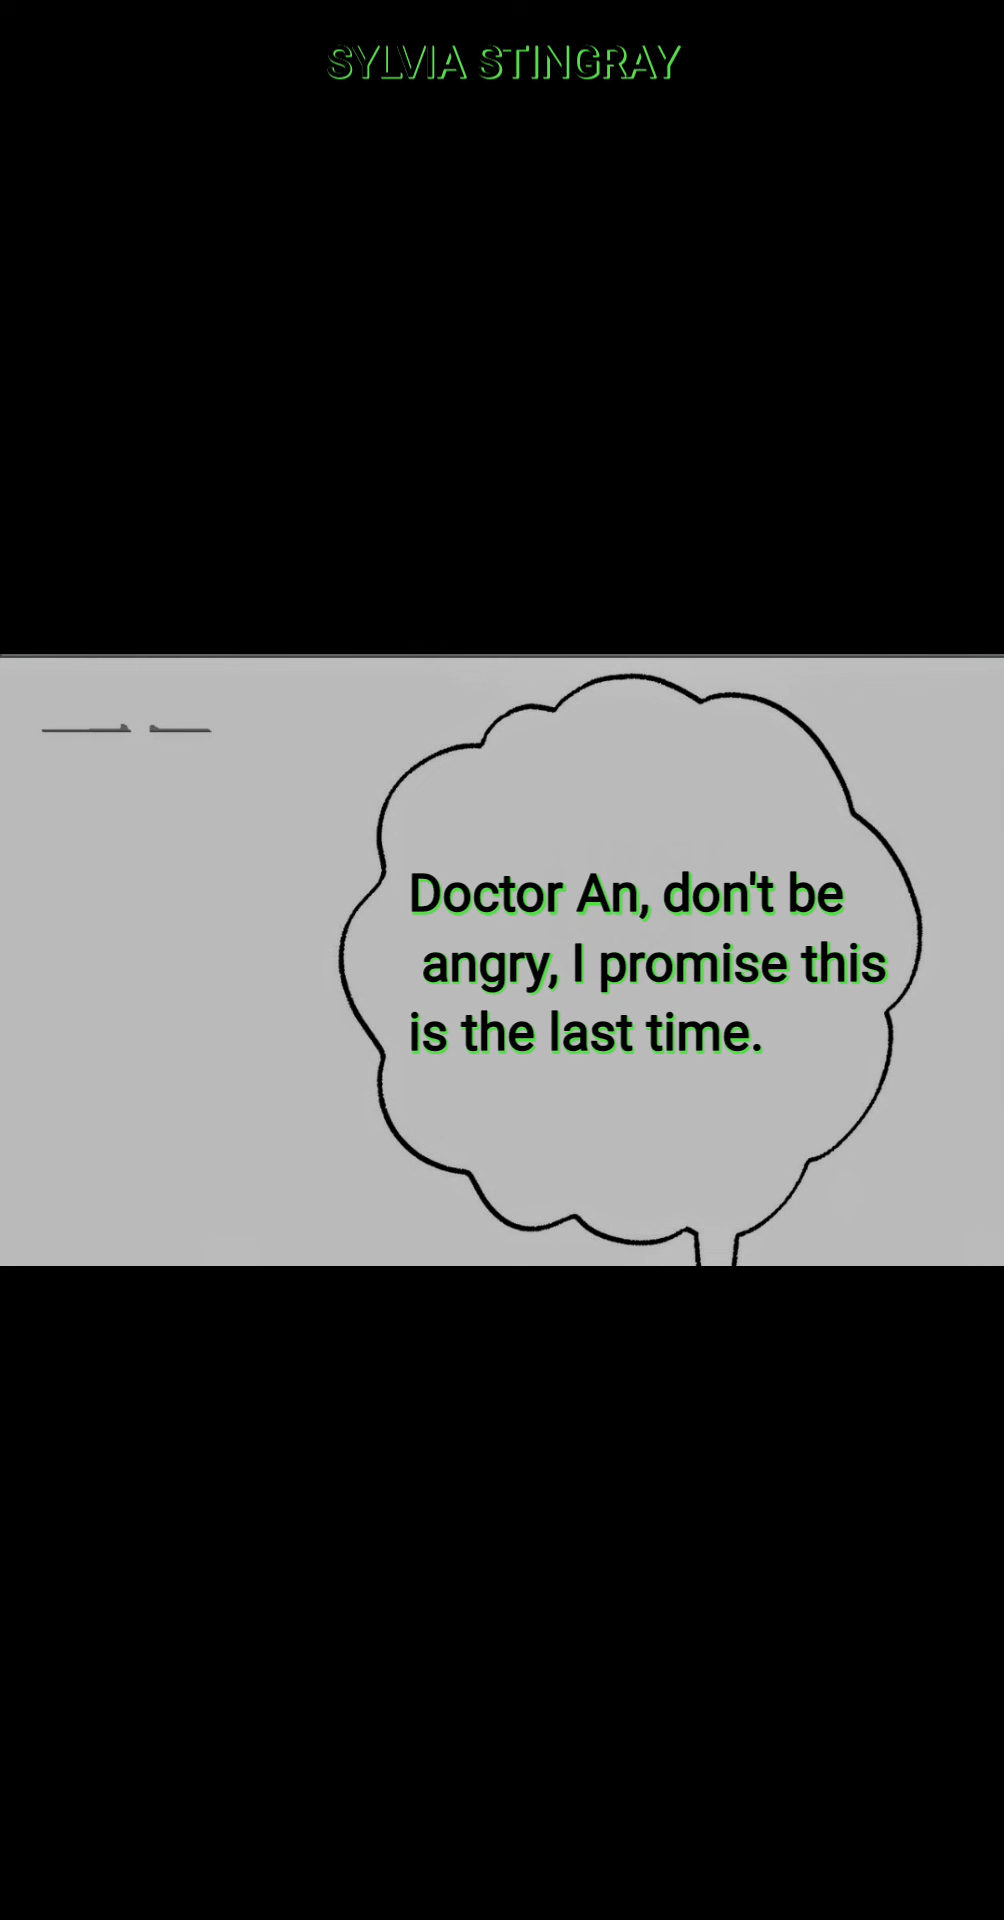 SYLVIA STINGRAY
Doctor An, don't be
angry, I promise this
is the last time.